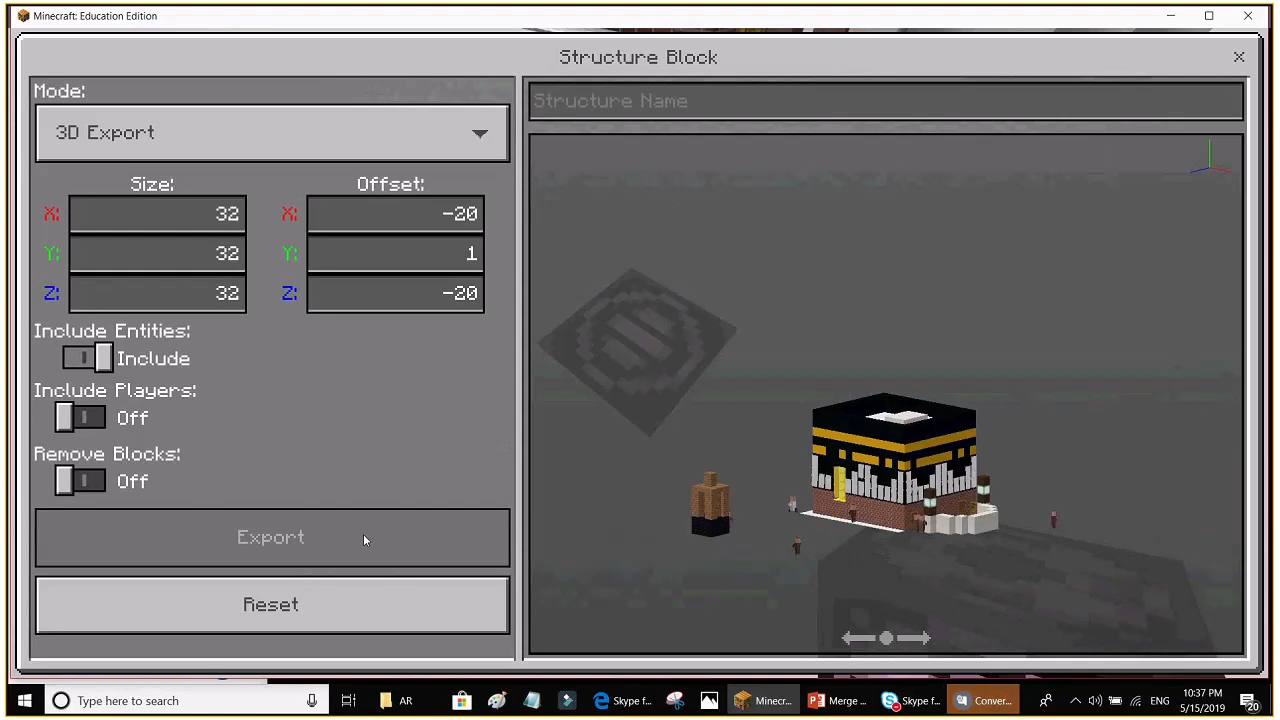 Minecraft: Education Edition
Structure Block
Mode:
3D Export
Size:
Offset:
X: 32
X: -20
Y: 32
Y: 1
Z: 32
Z: -20
Include Entities:
Include
Include Players:
Off
Remove Blocks:
Off
Export
Reset
Structure Name
Type here to search
AR
Skype f...
Minecr...
Merge ...
Skype f...
Conver...
ENG
10:37 PM
5/15/2019
20